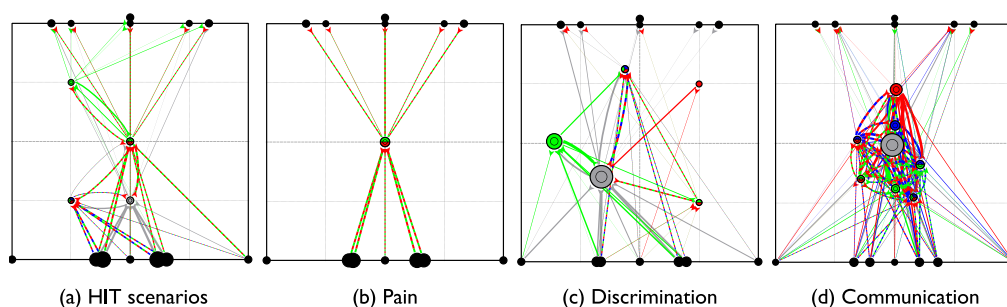 (a) HIT scenarios
(b) Pain
(c) Discrimination
(d) Communication